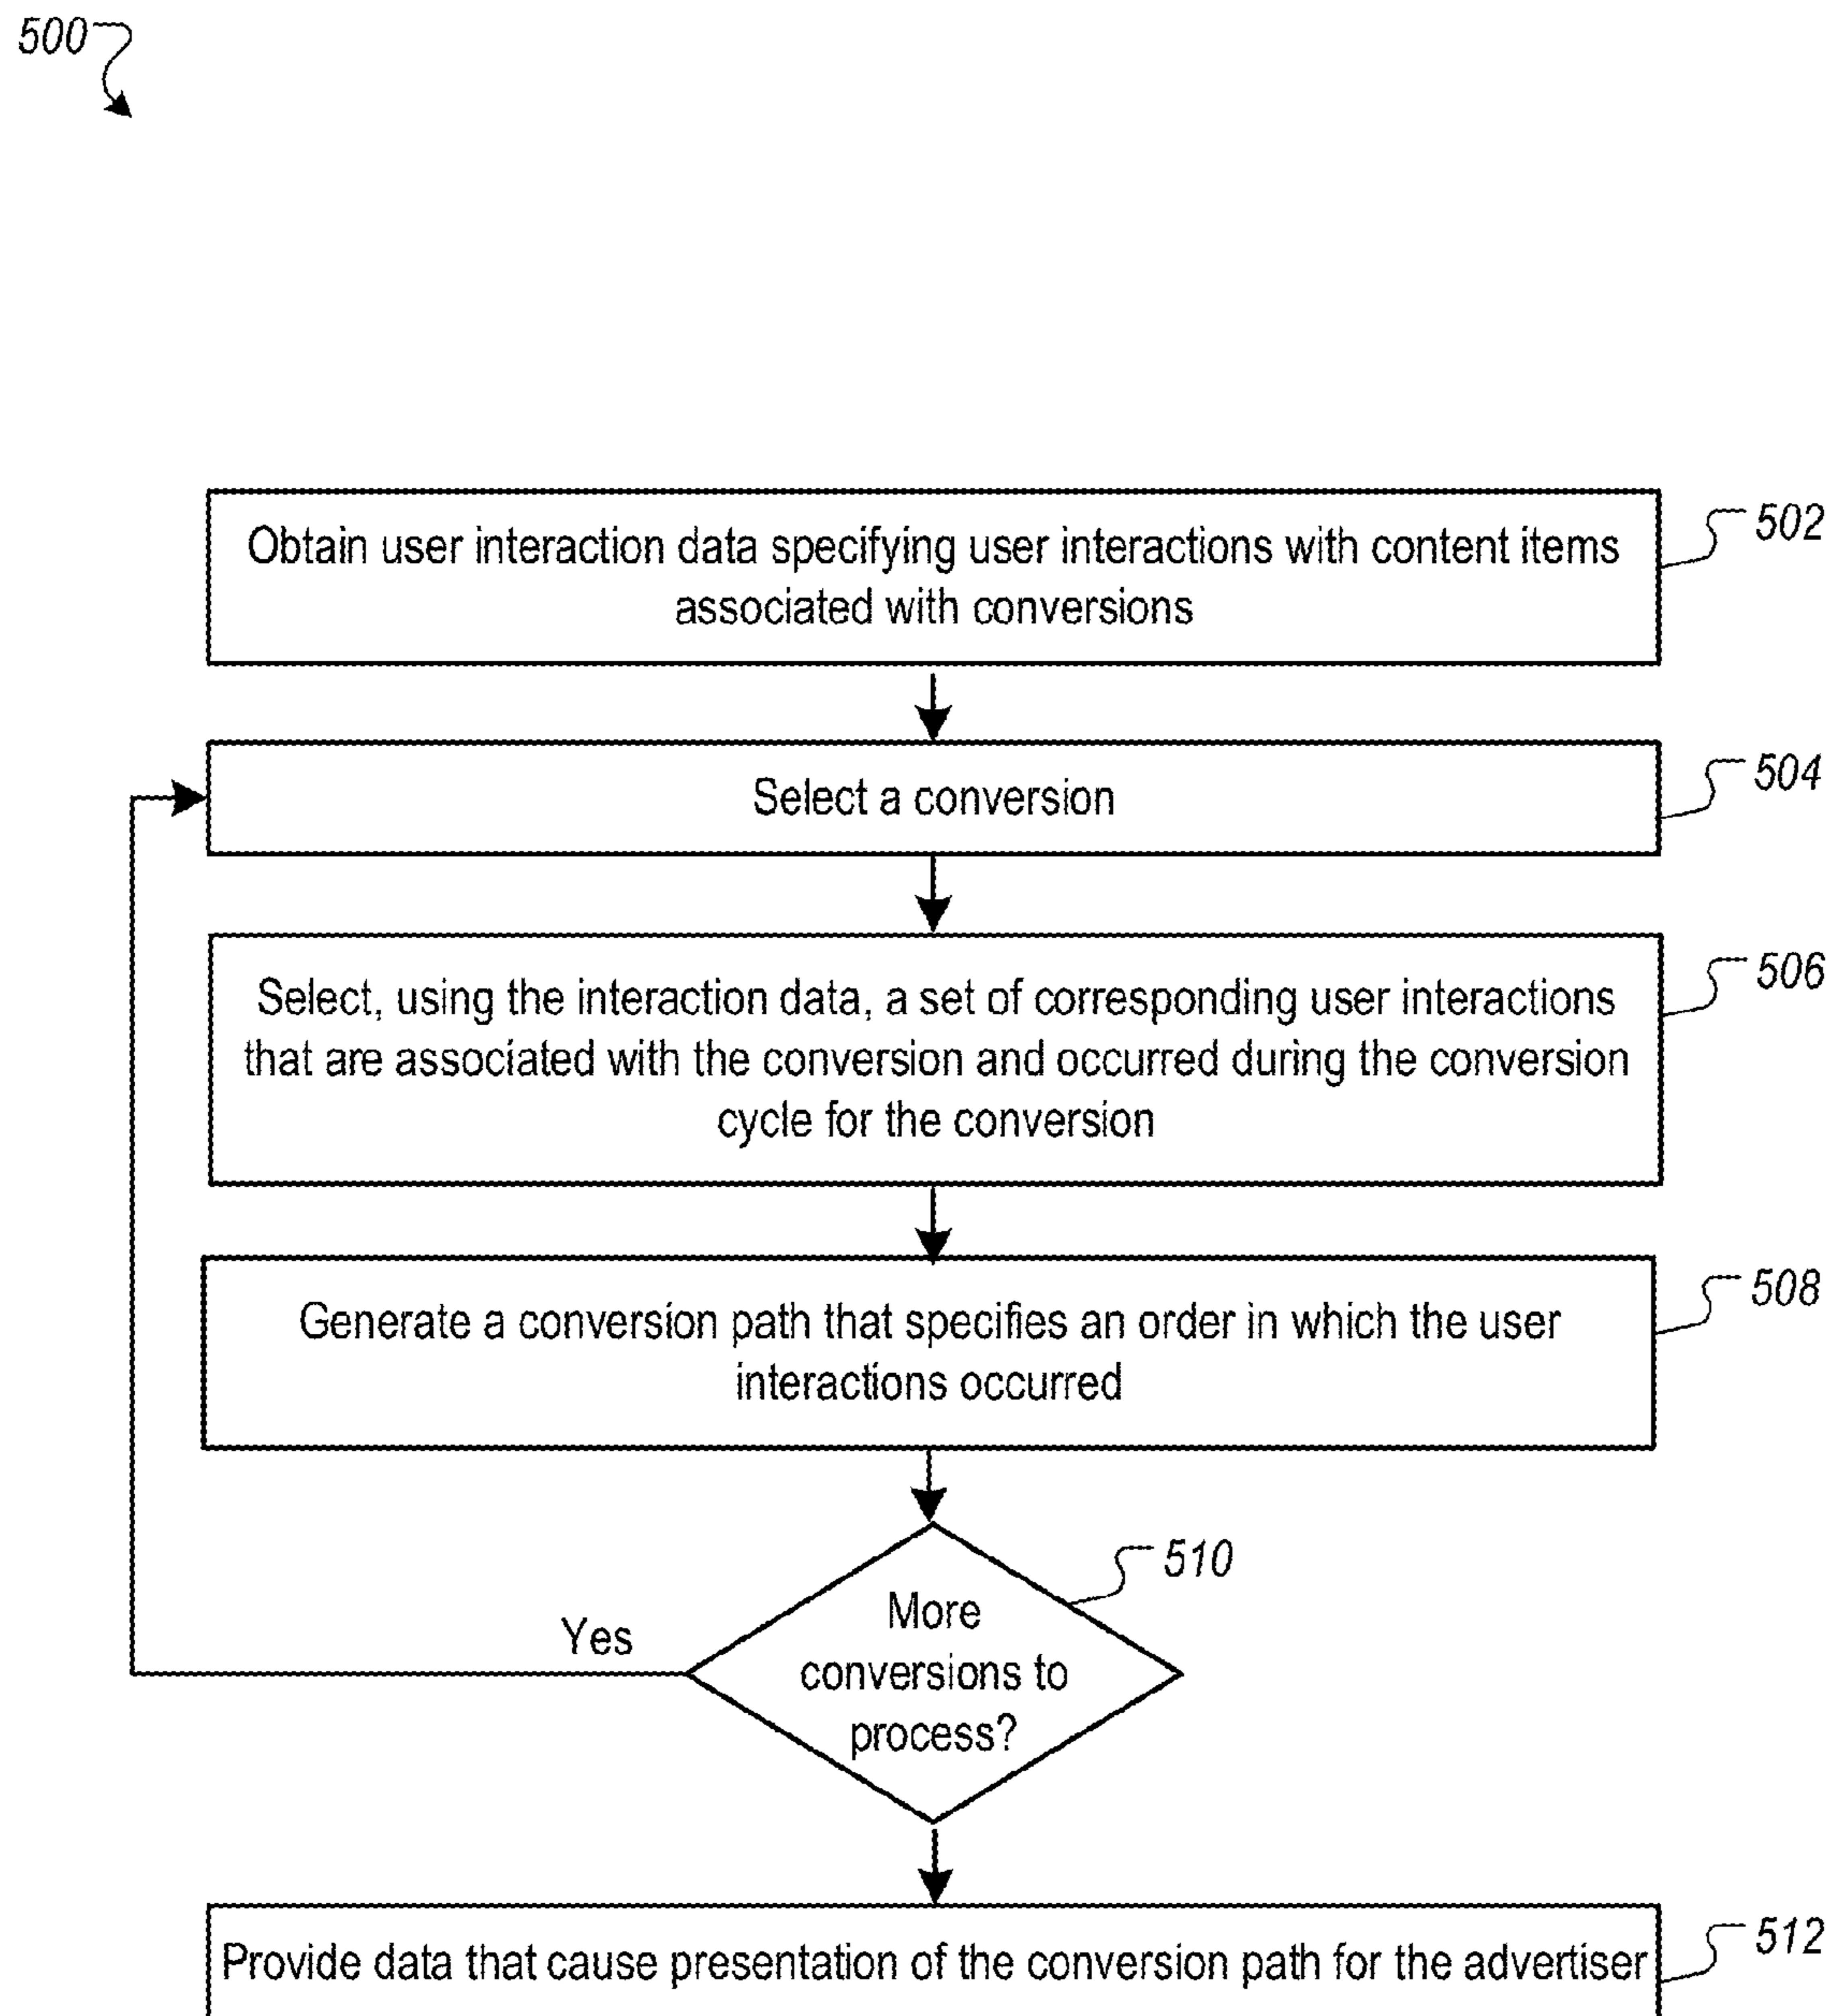 500
Obtain user interaction data specifying user interactions with content items
associated with conversions
502
Select a conversion
504
Select, using the interaction data, a set of corresponding user interactions
that are associated with the conversion and occurred during the conversion
cycle for the conversion
506
Generate a conversion path that specifies an order in which the user
interactions occurred
508
More
conversions to
process?
510
Yes
Provide data that cause presentation of the conversion path for the advertiser
512